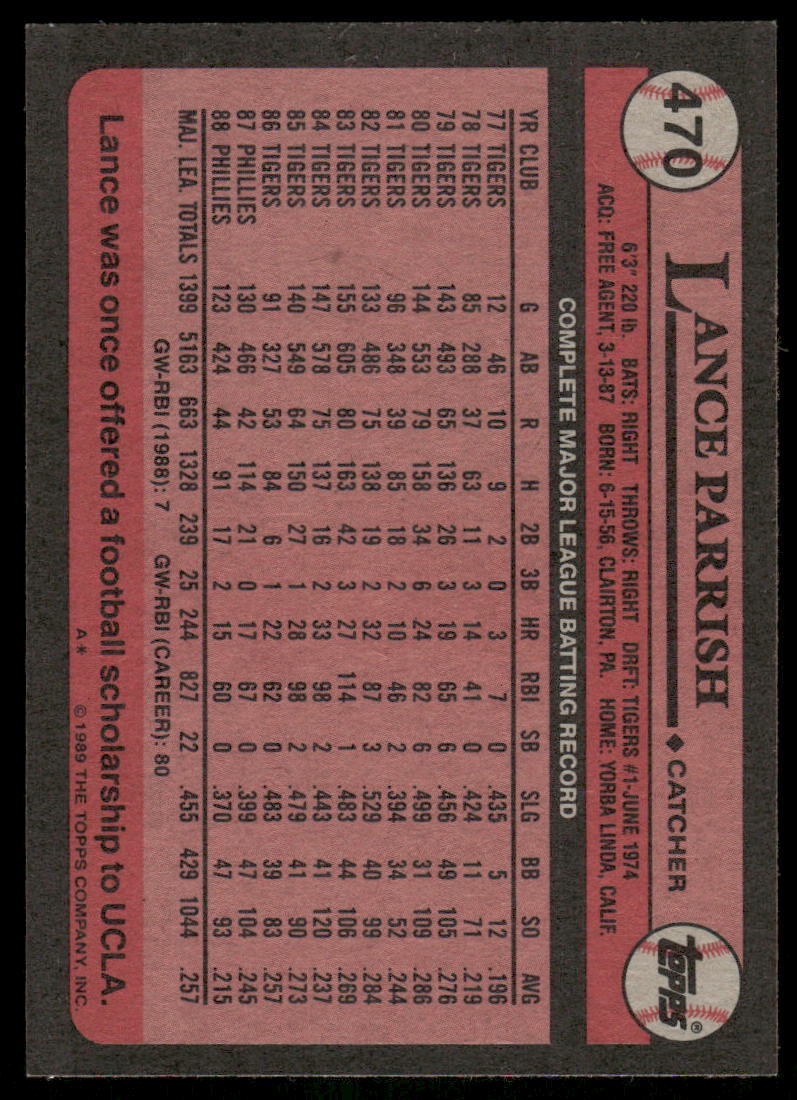 470
LANCE PARRISH ◆ CATCHER
topps®
6'3" 220 lb. BATS: RIGHT THROWS: RIGHT DRFT: TIGERS #1-JUNE 1974
ACQ: FREE AGENT, 3-13-87 BORN: 6-15-56, CLAIRTON, PA. HOME: YORBA LINDA, CALIF.
COMPLETE MAJOR LEAGUE BATTING RECORD
YR CLUB G AB R H 2B 3B HR RBI SB SLG BB SO AVG
77 TIGERS 12 46 10 9 2 0 3 7 0 .435 5 12 .196
78 TIGERS 85 288 37 63 11 3 14 41 0 .424 11 71 .219
79 TIGERS 143 493 65 136 26 3 19 65 6 .456 49 105 .276
80 TIGERS 144 553 79 158 34 6 24 82 6 .499 31 109 .286
81 TIGERS 96 348 39 85 18 2 10 46 2 .394 34 52 .244
82 TIGERS 133 486 75 138 19 2 32 87 3 .529 40 99 .284
83 TIGERS 155 605 80 163 42 3 27 114 1 .483 44 106 .269
84 TIGERS 147 578 75 137 16 2 33 98 2 .443 41 120 .237
85 TIGERS 140 549 64 150 27 1 28 98 2 .479 41 90 .273
86 TIGERS 91 327 53 84 6 1 22 62 0 .483 39 83 .257
87 PHILLIES 130 466 42 114 21 0 17 67 0 .399 47 104 .245
88 PHILLIES 123 424 44 91 17 2 15 60 0 .370 47 93 .215
MAJ. LEA. TOTALS 1399 5163 663 1328 239 25 244 827 22 .455 429 1044 .257
GW-RBI (1988): 7 GW-RBI (CAREER): 80
Lance was once offered a football scholarship to UCLA.
A* © 1989 THE TOPPS COMPANY, INC.